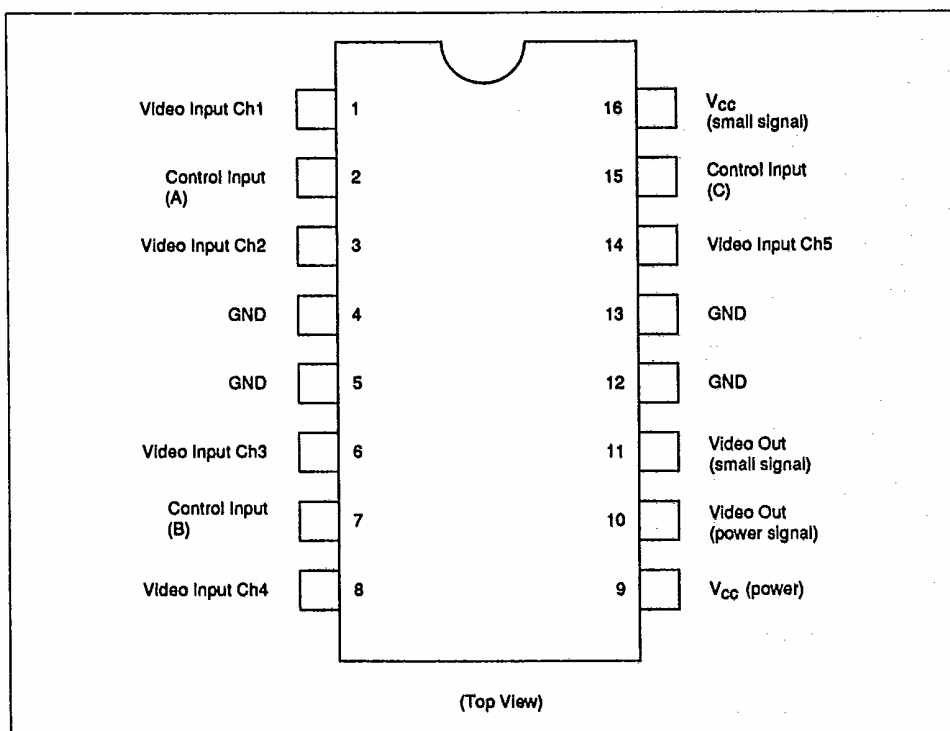 Video Input Ch1 1 16 VCC
(small signal)
Control Input
(A) 2 15 Control Input
(C)
Video Input Ch2 3 14 Video Input Ch5
GND 4 13 GND
GND 5 12 GND
Video Input Ch3 6 11 Video Out
(small signal)
Control Input
(B) 7 10 Video Out
(power signal)
Video Input Ch4 8 9 VCC (power)
(Top View)